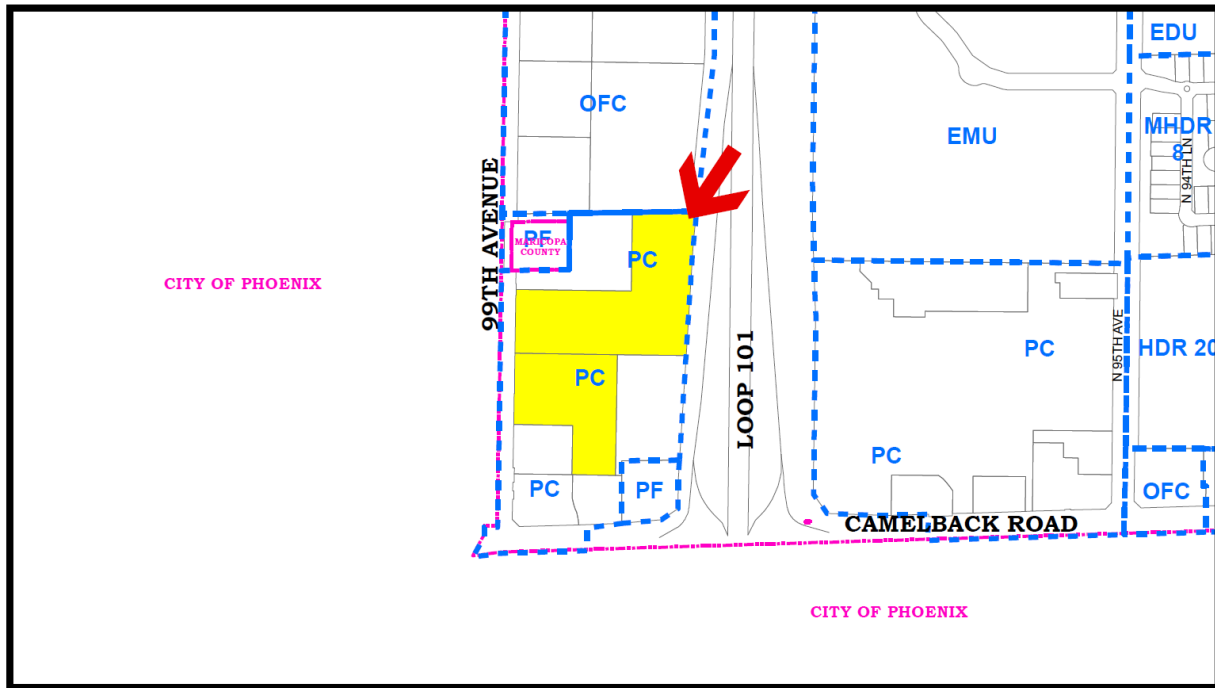 EDU
OFC
EMU
MHDR
8
N 94TH LN
99TH AVENUE
PF
MARICOPA
COUNTY
PC
CITY OF PHOENIX
LOOP 101
N 95TH AVE
PC
HDR 20
PC
PC
PC
PF
OFC
CAMELBACK ROAD
CITY OF PHOENIX